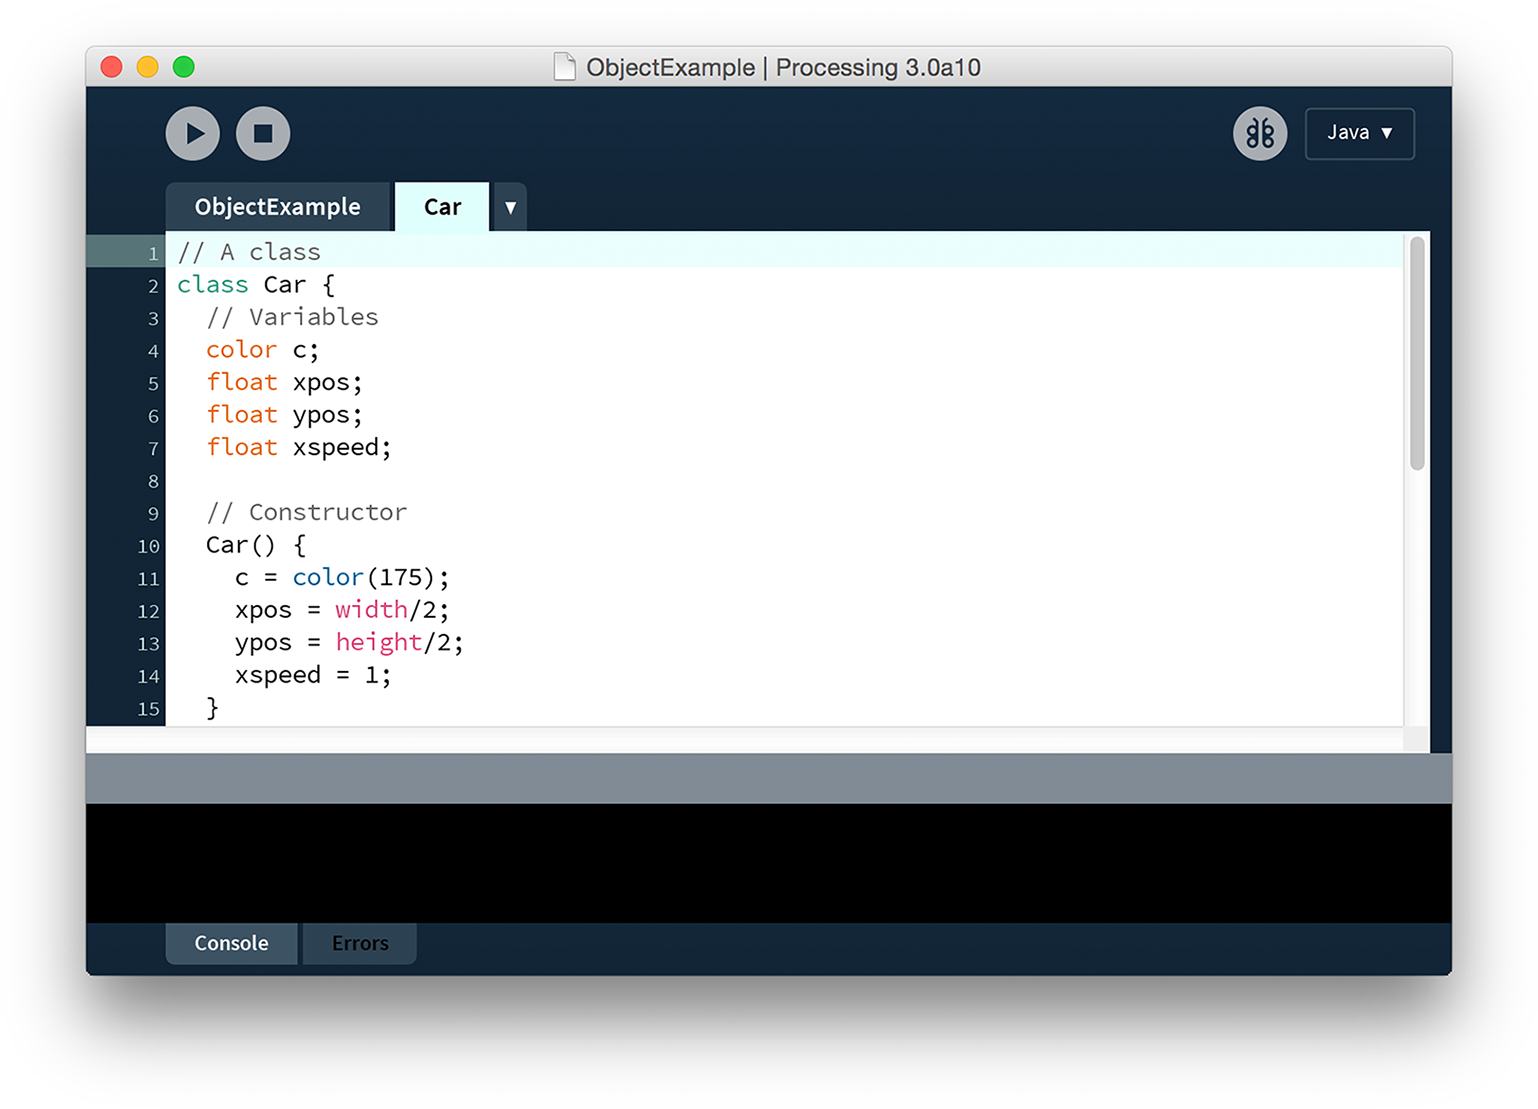 ObjectExample | Processing 3.0a10
Java ▼
ObjectExample Car ▼
1 // A class
2 class Car {
3   // Variables
4   color c;
5   float xpos;
6   float ypos;
7   float xspeed;
8
9   // Constructor
10   Car() {
11     c = color(175);
12     xpos = width/2;
13     ypos = height/2;
14     xspeed = 1;
15   }
Console Errors